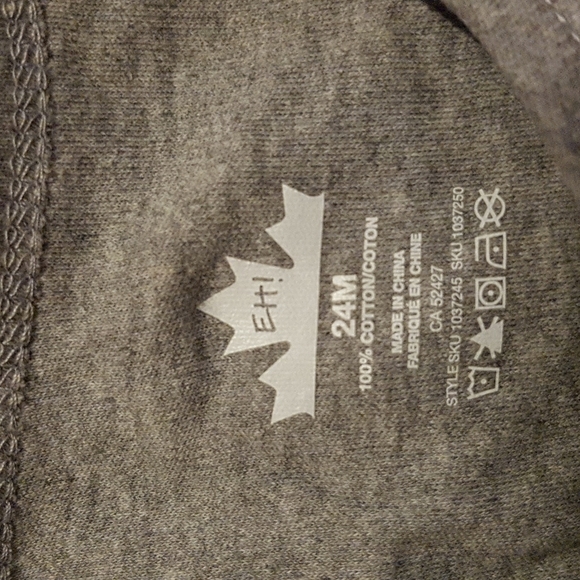 EH!
24M
100% COTTON/COTON
MADE IN CHINA
FABRIQUÉ EN CHINE
CA 52427
STYLE SKU 1037245 SKU 1037250